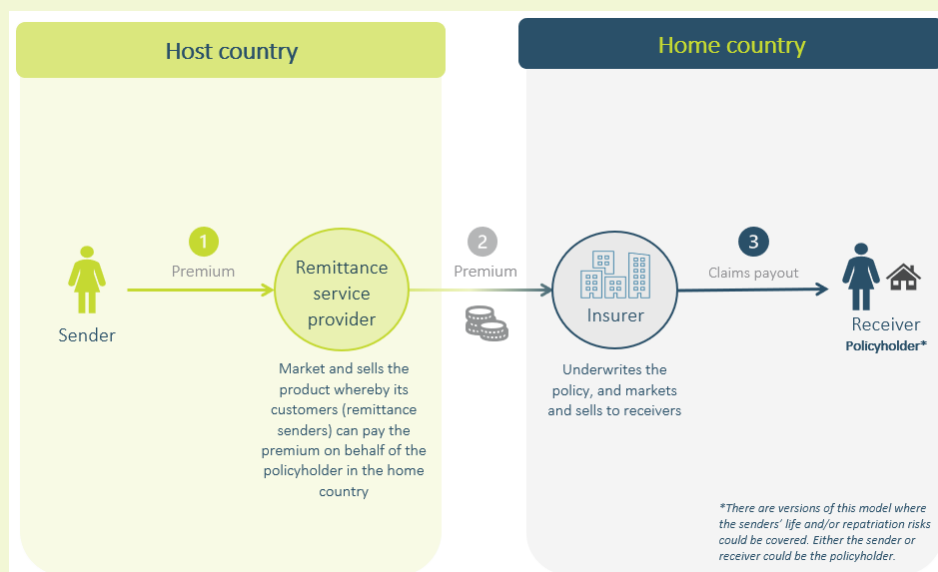 Host country
Home country
1
Premium
Sender
Remittance
service
provider
Market and sells the
product whereby its
customers (remittance
senders) can pay the
premium on behalf of the
policyholder in the home
country
2
Premium
Insurer
Underwrites the
policy, and markets
and sells to receivers
3
Claims payout
Receiver
Policyholder*
*There are versions of this model where
the senders' life and/or repatriation risks
could be covered. Either the sender or
receiver could be the policyholder.